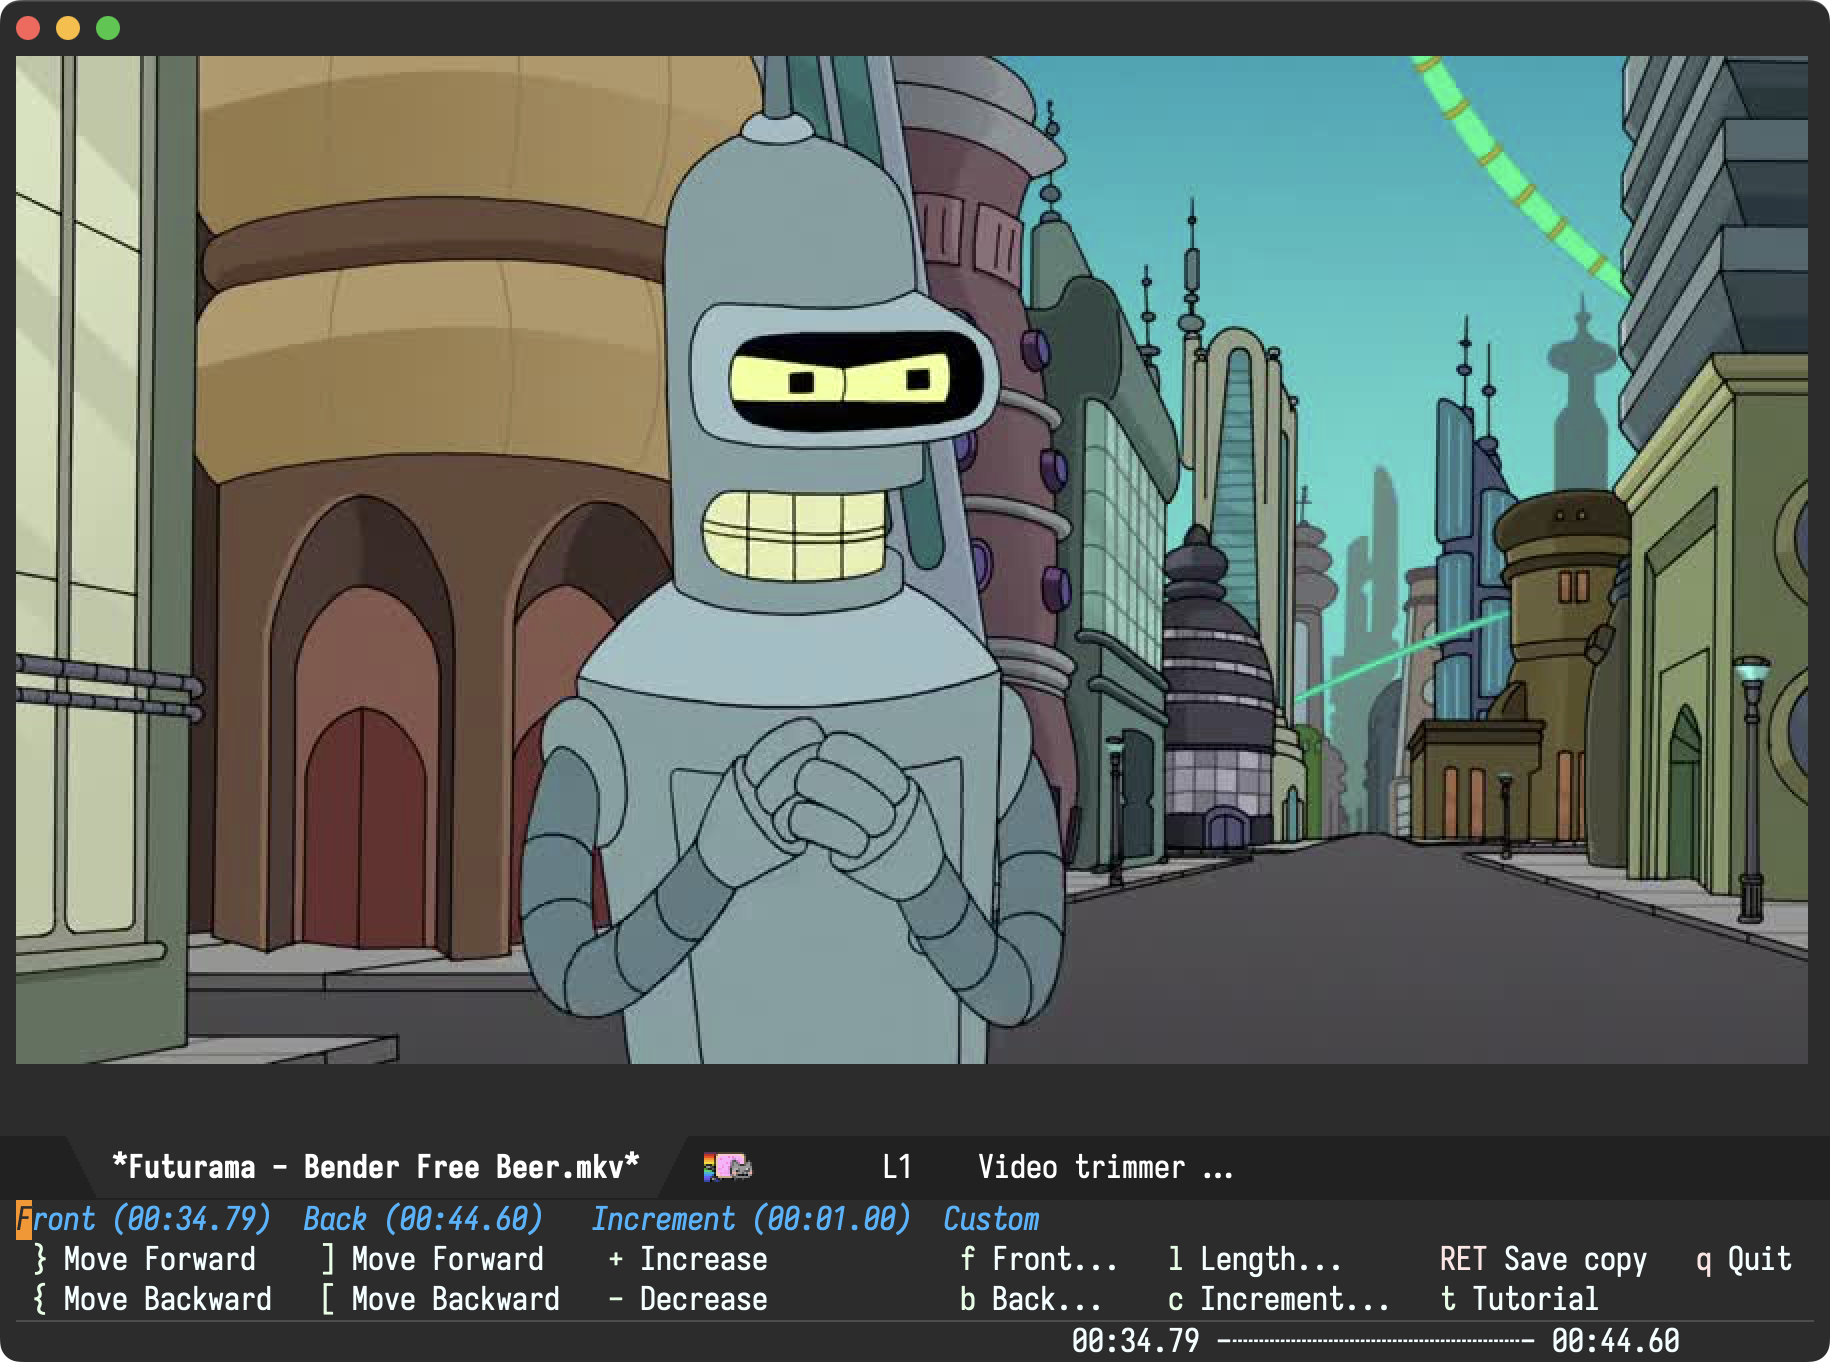 *Futurama - Bender Free Beer.mkv* L1 Video trimmer ...
Front (00:34.79) Back (00:44.60) Increment (00:01.00) Custom
} Move Forward ] Move Forward + Increase f Front... l Length... RET Save copy q Quit
{ Move Backward [ Move Backward - Decrease b Back... c Increment... t Tutorial
00:34.79 ---------------------------------------- 00:44.60